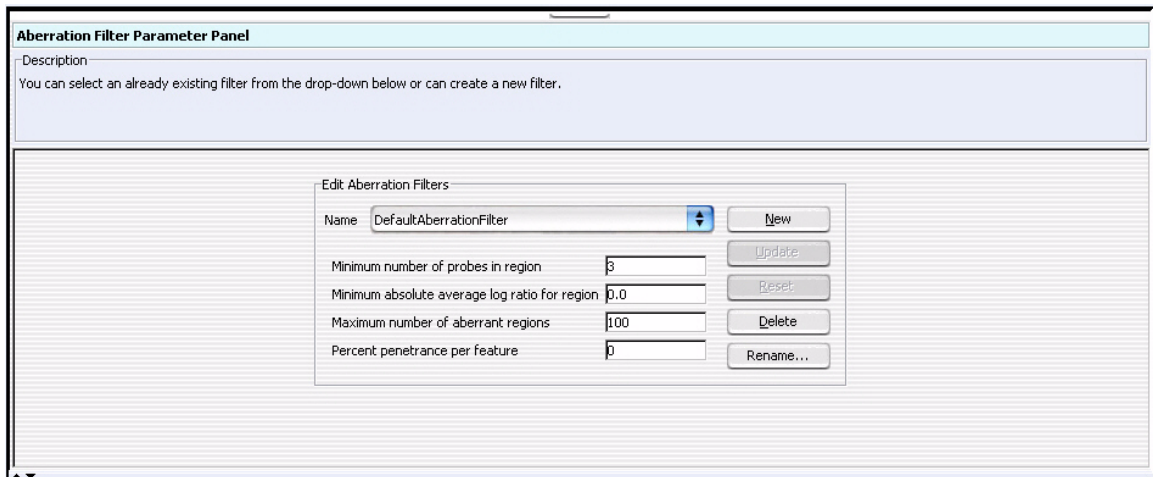 Aberration Filter Parameter Panel
Description
You can select an already existing filter from the drop-down below or can create a new filter.
Edit Aberration Filters
Name DefaultAberrationFilter New
Update
Minimum number of probes in region 3
Reset
Minimum absolute average log ratio for region 0.0
Maximum number of aberrant regions 100 Delete
Percent penetrance per feature 0 Rename...